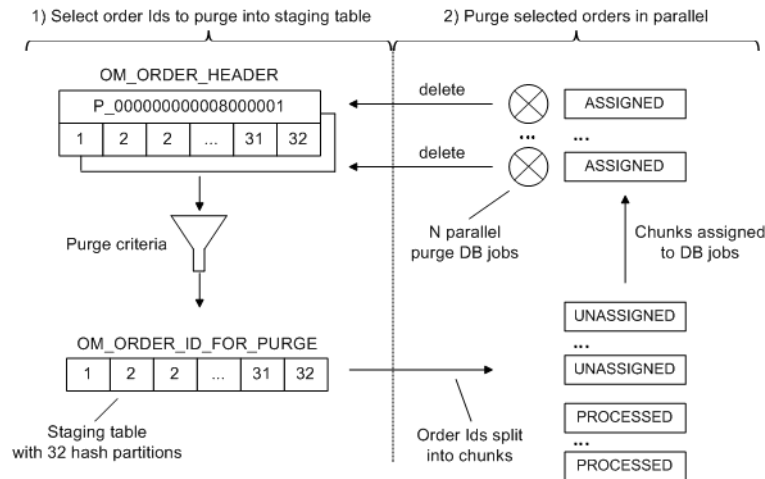 1) Select order Ids to purge into staging table
2) Purge selected orders in parallel
OM_ORDER_HEADER
P_000000000008000001
1 2 2 ... 31 32
delete
ASSIGNED
... ...
delete
ASSIGNED
Purge criteria
N parallel
purge DB jobs
Chunks assigned
to DB jobs
OM_ORDER_ID_FOR_PURGE
1 2 2 ... 31 32
Staging table
with 32 hash partitions
Order Ids split
into chunks
UNASSIGNED
...
UNASSIGNED
PROCESSED
...
PROCESSED